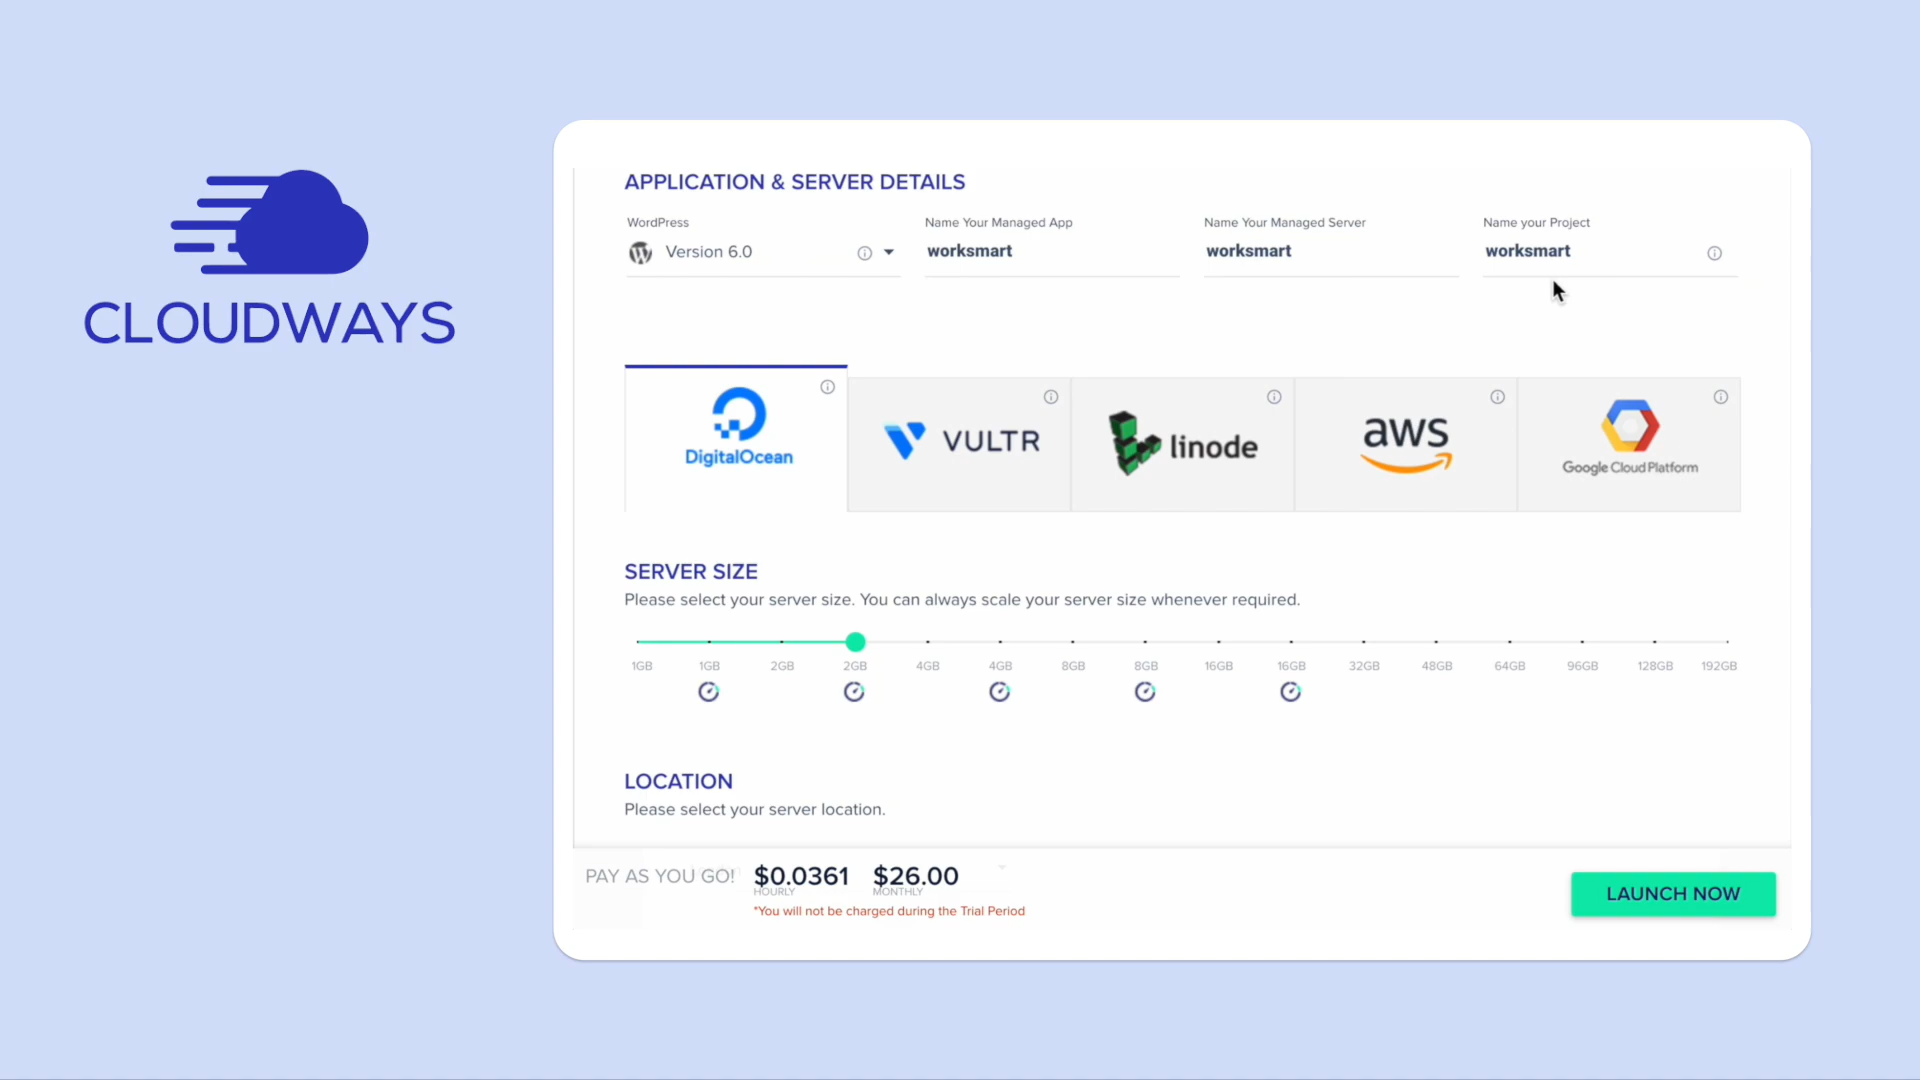 CLOUDWAYS
APPLICATION & SERVER DETAILS
WordPress
Version 6.0
Name Your Managed App
worksmart
Name Your Managed Server
worksmart
Name your Project
worksmart
DigitalOcean
VULTR
linode
aws
Google Cloud Platform
SERVER SIZE
Please select your server size. You can always scale your server size whenever required.
1GB 1GB 2GB 2GB 4GB 4GB 8GB 8GB 16GB 16GB 32GB 48GB 64GB 96GB 128GB 192GB
LOCATION
Please select your server location.
PAY AS YOU GO! $0.0361 $26.00
HOURLY MONTHLY
*You will not be charged during the Trial Period
LAUNCH NOW